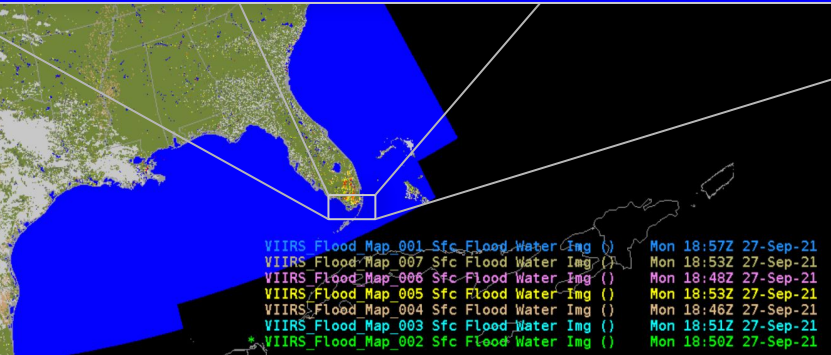 VIIRS_Flood_Map_001 Sfc Flood Water Img () Mon 18:57Z 27-Sep-21
VIIRS_Flood_Map_007 Sfc Flood Water Img () Mon 18:53Z 27-Sep-21
VIIRS_Flood_Map_006 Sfc Flood Water Img () Mon 18:48Z 27-Sep-21
VIIRS_Flood_Map_005 Sfc Flood Water Img () Mon 18:53Z 27-Sep-21
VIIRS_Flood_Map_004 Sfc Flood Water Img () Mon 18:46Z 27-Sep-21
VIIRS_Flood_Map_003 Sfc Flood Water Img () Mon 18:51Z 27-Sep-21
* VIIRS_Flood_Map_002 Sfc Flood Water Img () Mon 18:50Z 27-Sep-21